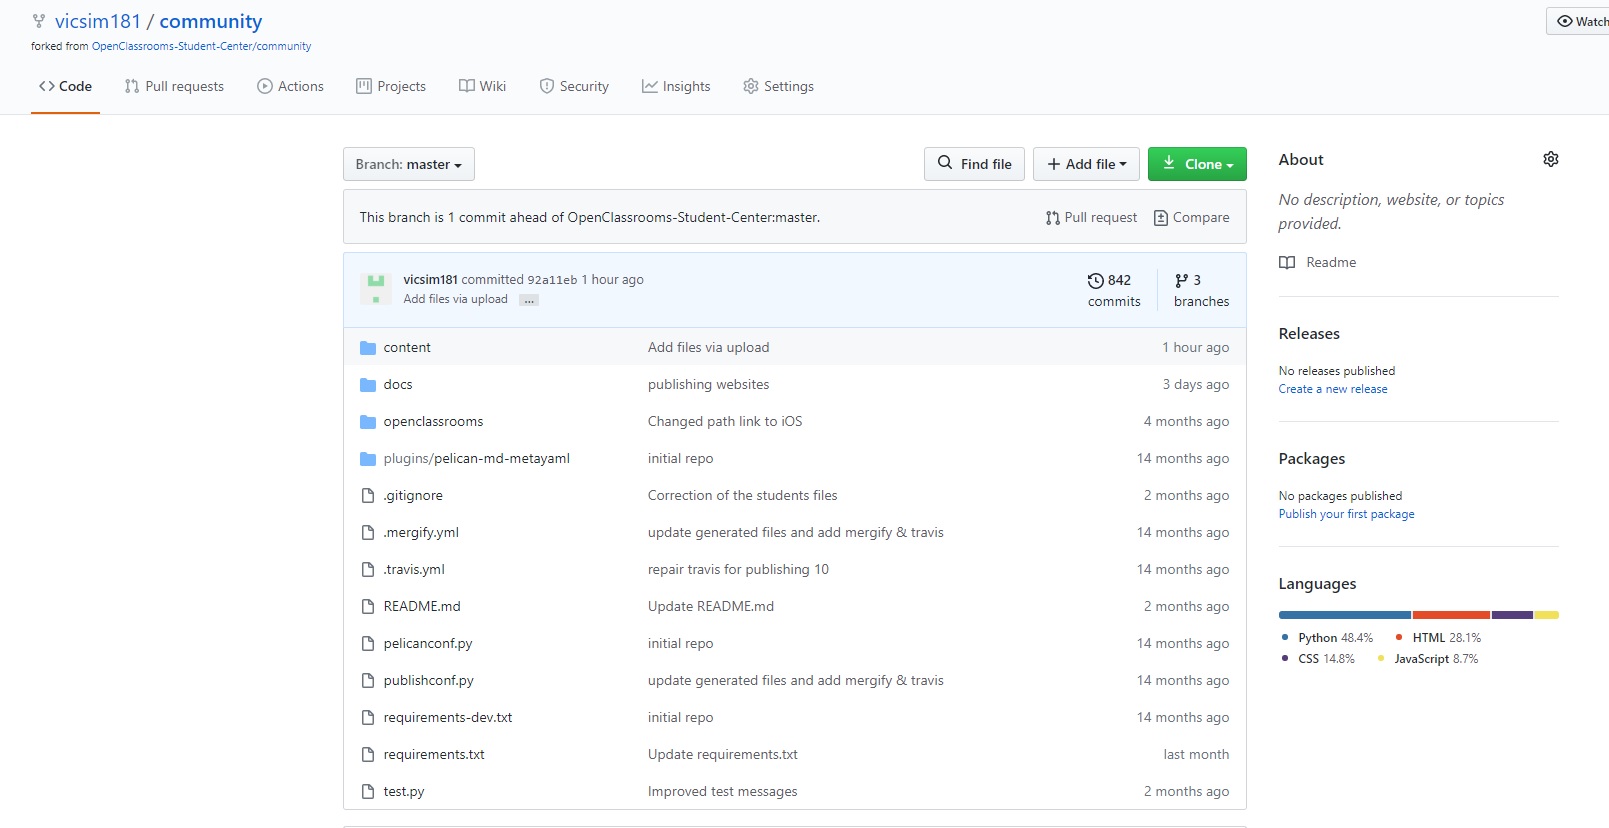 vicsim181 / community
forked from OpenClassrooms-Student-Center/community
Watch
Code Pull requests Actions Projects Wiki Security Insights Settings
Branch: master Find file Add file Clone
This branch is 1 commit ahead of OpenClassrooms-Student-Center:master. Pull request Compare
vicsim181 committed 92a11eb 1 hour ago
Add files via upload ...
842 commits
3 branches
content Add files via upload 1 hour ago
docs publishing websites 3 days ago
openclassrooms Changed path link to iOS 4 months ago
plugins/pelican-md-metayaml initial repo 14 months ago
.gitignore Correction of the students files 2 months ago
.mergify.yml update generated files and add mergify & travis 14 months ago
.travis.yml repair travis for publishing 10 14 months ago
README.md Update README.md 2 months ago
pelicanconf.py initial repo 14 months ago
publishconf.py update generated files and add mergify & travis 14 months ago
requirements-dev.txt initial repo 14 months ago
requirements.txt Update requirements.txt last month
test.py Improved test messages 2 months ago
About
No description, website, or topics
provided.
Readme
Releases
No releases published
Create a new release
Packages
No packages published
Publish your first package
Languages
Python 48.4% HTML 28.1%
CSS 14.8% JavaScript 8.7%